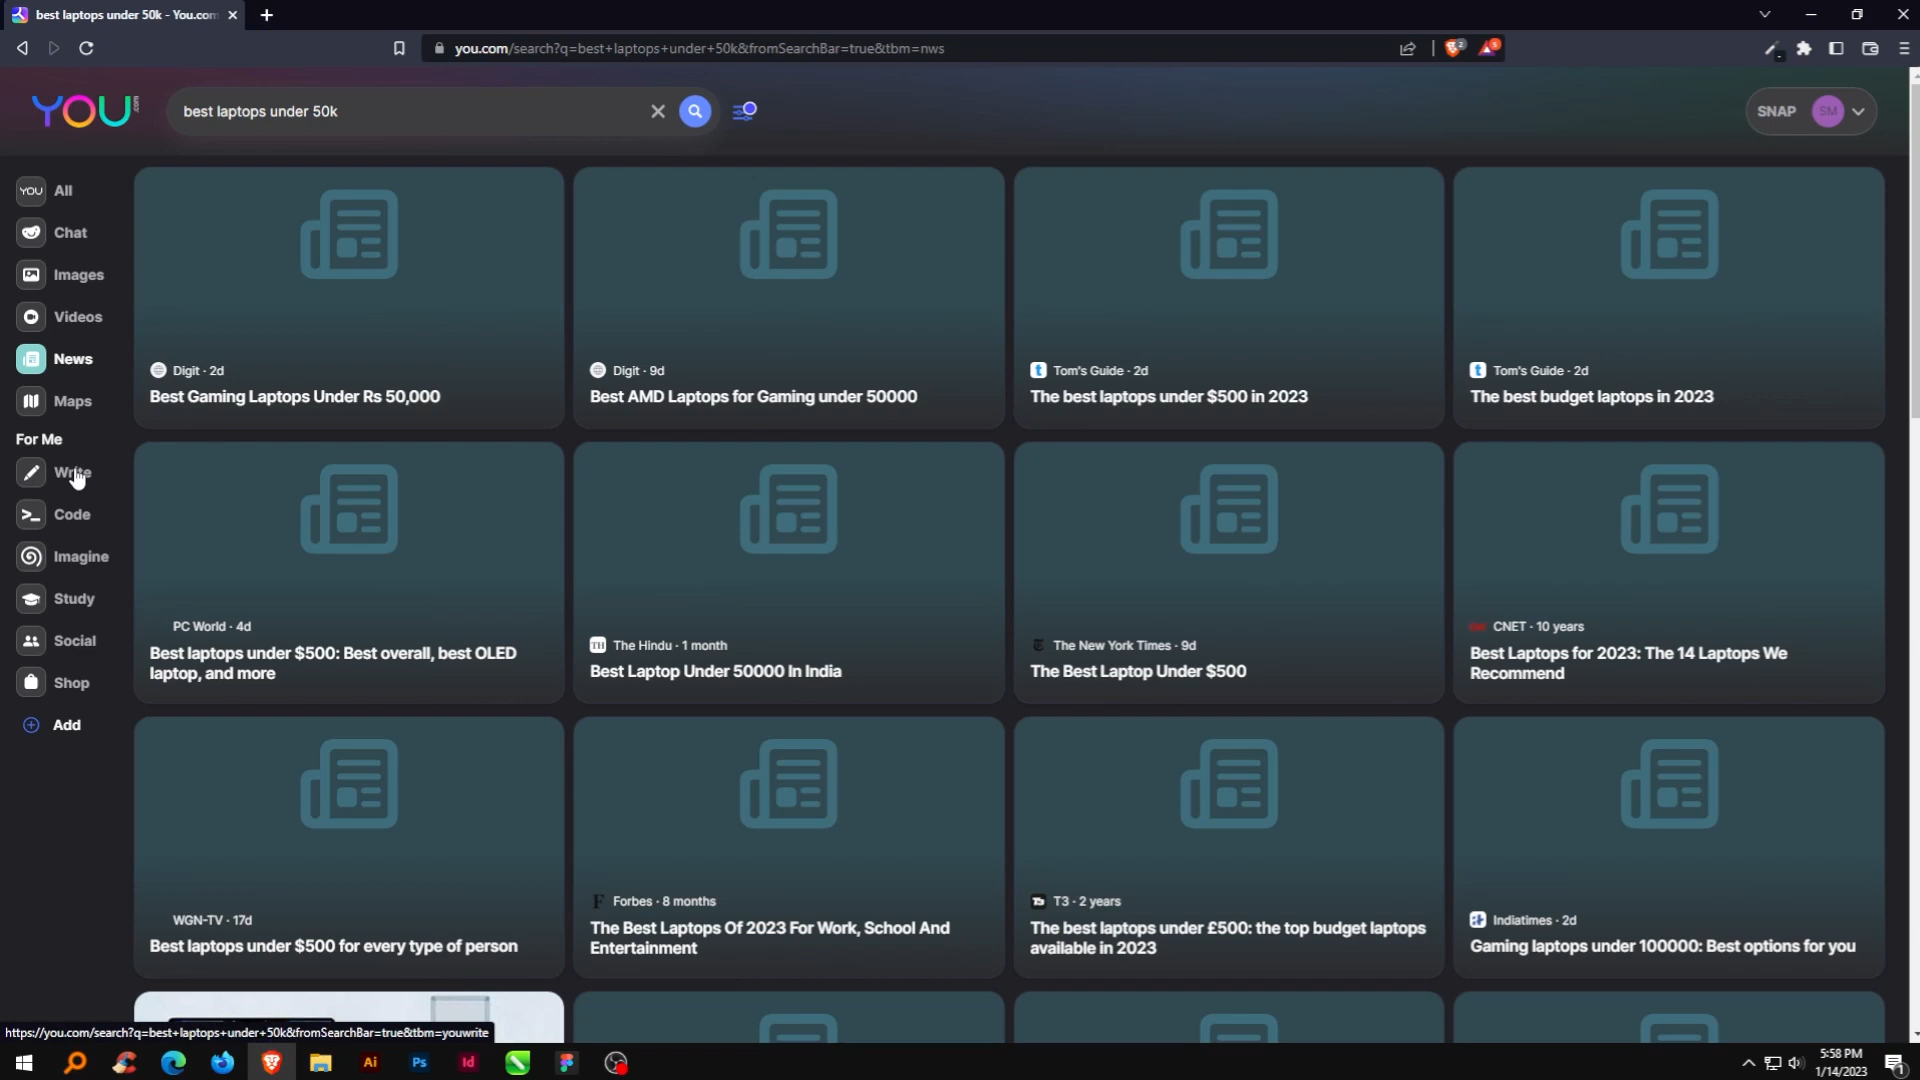 best laptops under 50k - You.com
you.com/search?q=best+laptops+under+50k&fromSearchBar=true&tbm=nws
2
5
YOU.com
best laptops under 50k
SNAP
SM
YOU All
Chat
Images
Videos
News
Maps
For Me
Write
Code
Imagine
Study
Social
Shop
Add
Digit · 2d
Best Gaming Laptops Under Rs 50,000
Digit · 9d
Best AMD Laptops for Gaming under 50000
Tom's Guide · 2d
The best laptops under $500 in 2023
Tom's Guide · 2d
The best budget laptops in 2023
PC World · 4d
Best laptops under $500: Best overall, best OLED
laptop, and more
TH The Hindu · 1 month
Best Laptop Under 50000 In India
The New York Times · 9d
The Best Laptop Under $500
CNET · 10 years
Best Laptops for 2023: The 14 Laptops We
Recommend
WGN-TV · 17d
Best laptops under $500 for every type of person
F Forbes · 8 months
The Best Laptops Of 2023 For Work, School And
Entertainment
T3 T3 · 2 years
The best laptops under £500: the top budget laptops
available in 2023
Indiatimes · 2d
Gaming laptops under 100000: Best options for you
https://you.com/search?q=best+laptops+under+50k&fromSearchBar=true&tbm=youwrite
Ai
Ps
Id
5:58 PM
1/14/2023
1